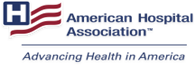 H
American Hospital
Association™
Advancing Health in America